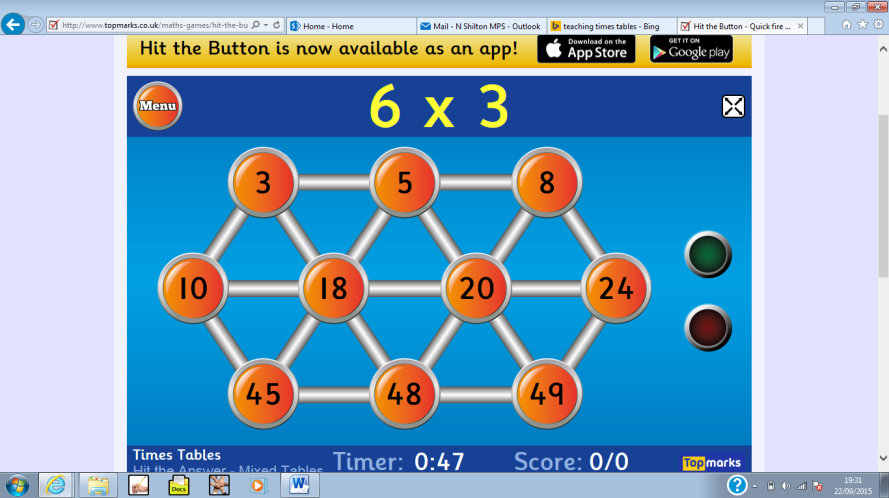 http://www.topmarks.co.uk/maths-games/hit-the-bu
Home - Home
Mail - N Shilton MPS - Outlook
teaching times tables - Bing
Hit the Button - Quick fire ...
Hit the Button is now available as an app!
Download on the
App Store
GET IT ON
Google play
Menu
6 x 3
3 5 8
10 18 20 24
45 48 49
Times Tables
Hit the Answer - Mixed Tables
Timer: 0:47
Score: 0/0
Topmarks
Docs
W
19:31
22/09/2015